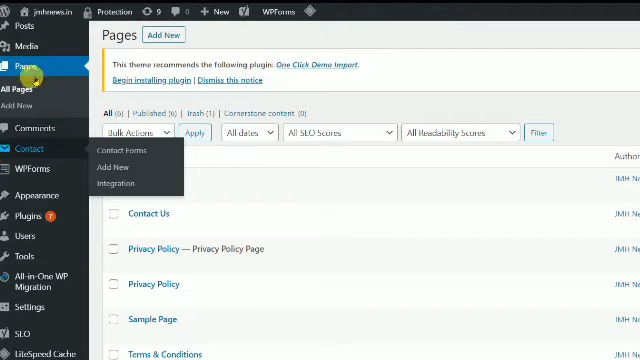 jmhnews.in Protection 9 0 New WPForms
Posts
Media
Pages
All Pages
Add New
Comments
Contact
Contact Forms
Add New
Integration
WPForms
Appearance
Plugins 7
Users
Tools
All-in-One WP
Migration
Settings
SEO
LiteSpeed Cache
Pages Add New
This theme recommends the following plugin: One Click Demo Import.
Begin installing plugin | Dismiss this notice
All (6) | Published (6) | Trash (1) | Cornerstone content (0)
Bulk Actions Apply All dates All SEO Scores All Readability Scores Filter
Author
JMH Ne
Contact Us JMH Ne
Privacy Policy — Privacy Policy Page JMH Ne
Privacy Policy JMH Ne
Sample Page JMH Ne
Terms & Conditions JMH Ne